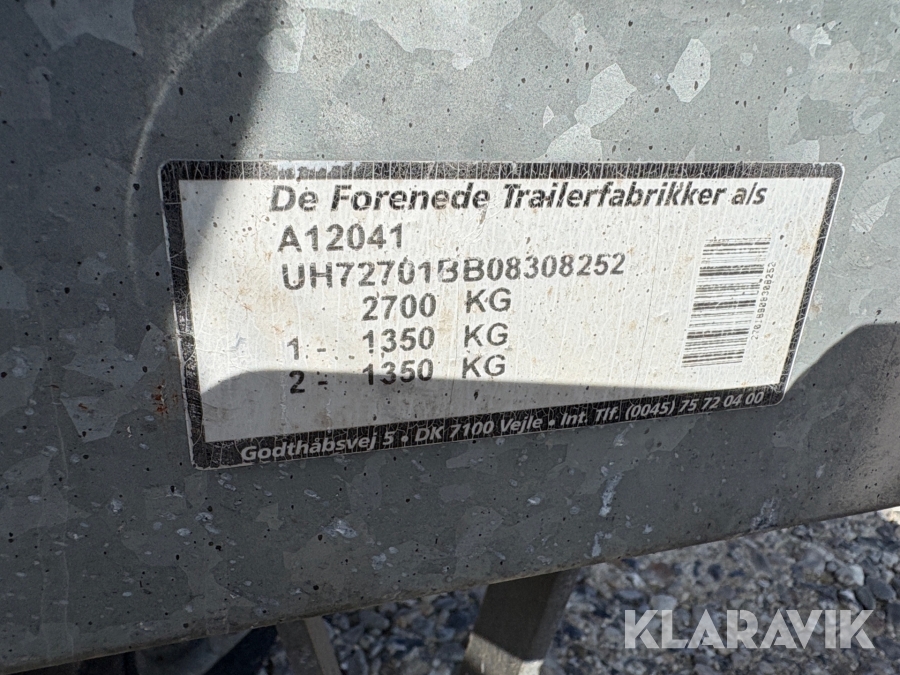 De Forenede Trailerfabrikker a/s
A12041
UH72701BB08308252
2700 KG
1 - 1350 KG
2 - 1350 KG
Godthåbsvej 5 • DK 7100 Vejle • Int. Tlf. (0045) 75 72 04 00
KLARAVIK